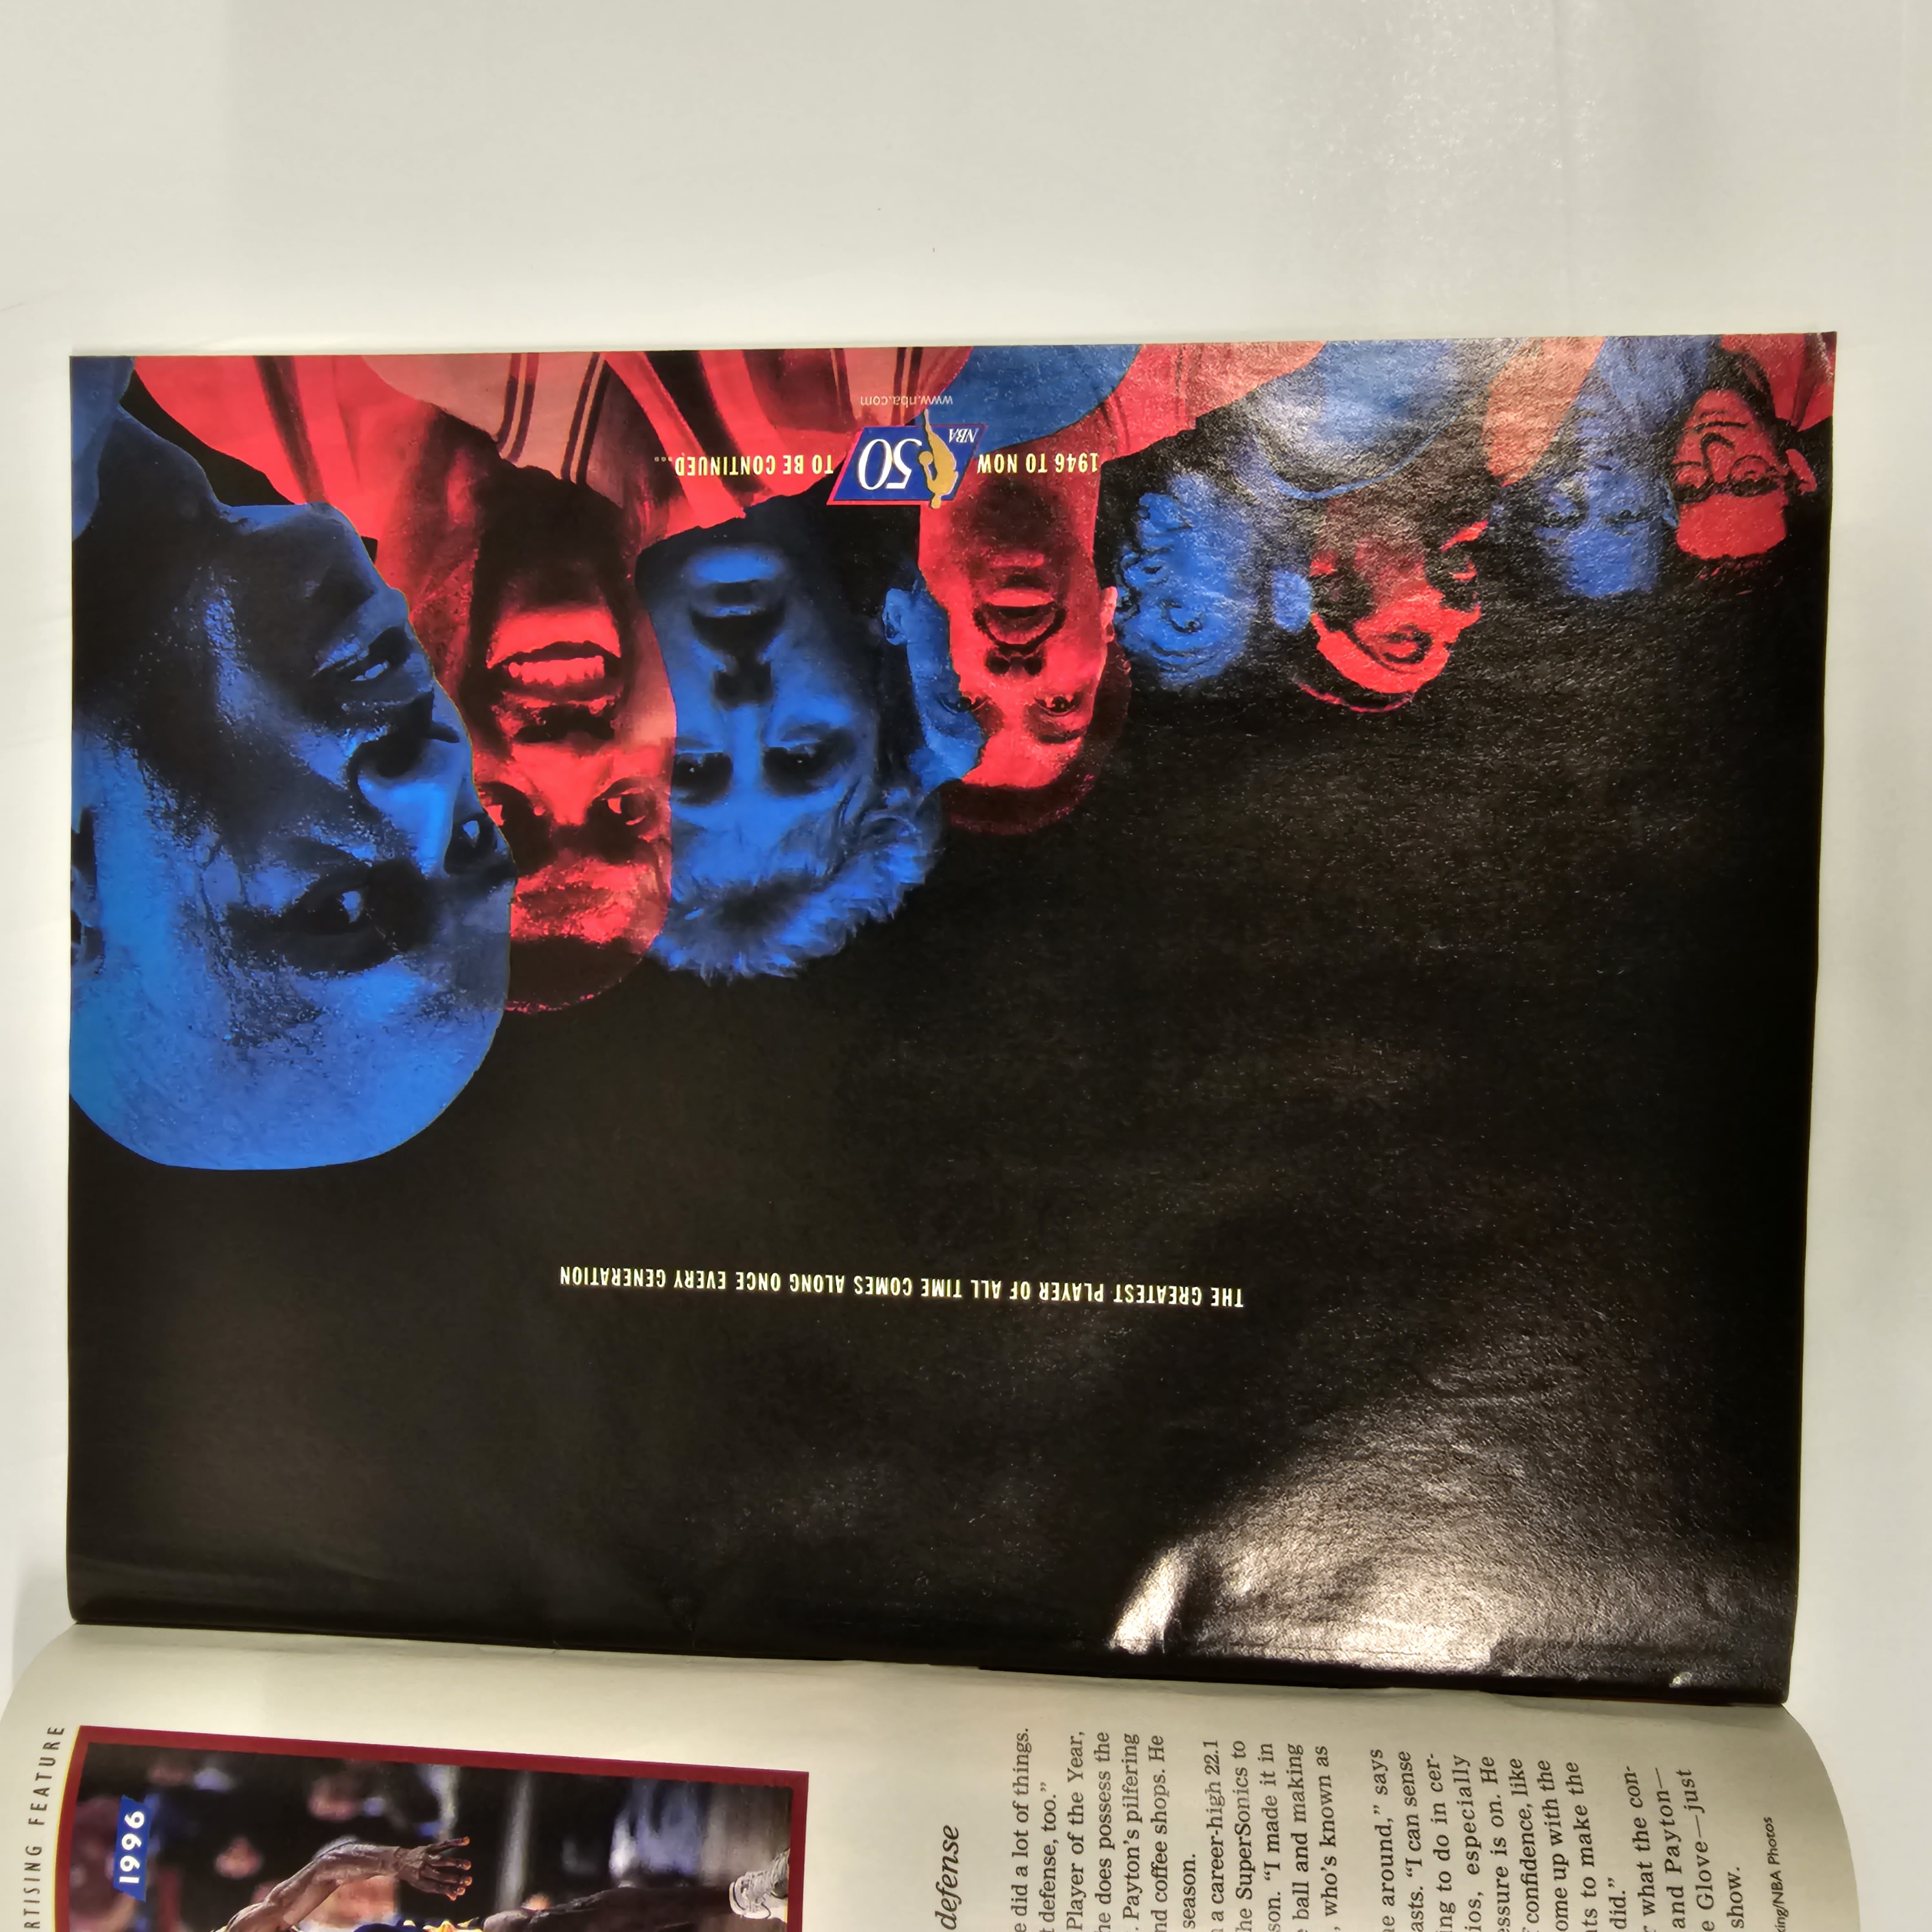 RTISING FEATURE
1996
defense
e did a lot of things.
t defense, too.”
Player of the Year,
he does possess the
. Payton’s pilfering
nd coffee shops. He
season.
a career-high 22.1
he SuperSonics to
son. “I made it in
e ball and making
, who’s known as
e around,” says
asts. “I can sense
ing to do in cer-
ios, especially
essure is on. He
f confidence, like
ome up with the
ts to make the
did.”
r what the con-
and Payton—
e Glove—just
show.
king/NBA Photos
THE GREATEST PLAYER OF ALL TIME COMES ALONG ONCE EVERY GENERATION
1946 TO NOW NBA 50 TO BE CONTINUED...
www.nba.com